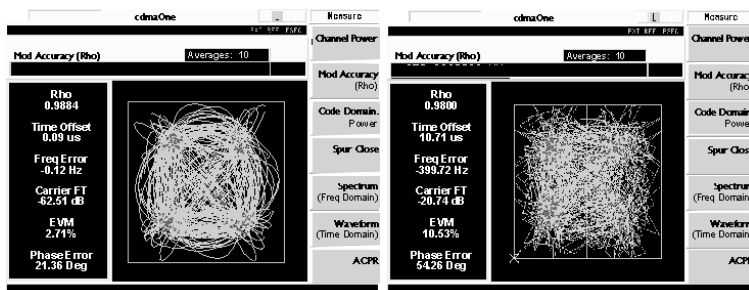 cdmaOne
Measure
EXT REF
Mod Accuracy (Rho)
Averages: 10
Rho
0.9884
Time Offset
0.09 us
Freq Error
-0.12 Hz
Carrier FT
-62.51 dB
EVM
2.71%
Phase Error
21.36 Deg
Channel Power
Mod Accuracy
(Rho)
Code Domain.
Power
Spur Close
Spectrum
(Freq Domain)
Waveform
(Time Domain)
ACPR
cdmaOne
L
Measure
EXT REF
Mod Accuracy (Rho)
Averages: 10
Rho
0.9800
Time Offset
10.71 us
Freq Error
-399.72 Hz
Carrier FT
-20.74 dB
EVM
10.53%
Phase Error
54.26 Deg
Channel Power
Mod Accuracy
(Rho
Code Domain.
Powe
Spur Close
Spectrum
(Freq Domain)
Waveform
(Time Domain)
ACP